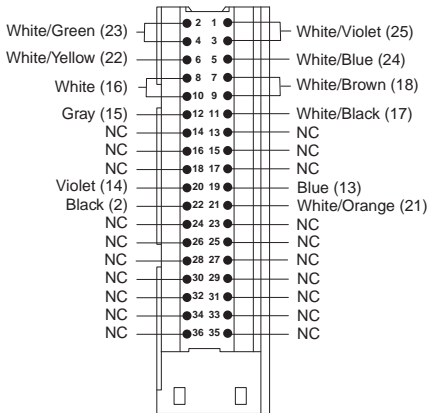 White/Green (23) 2 1 White/Violet (25)
4 3
White/Yellow (22) 6 5 White/Blue (24)
White (16) 8 7 White/Brown (18)
10 9
Gray (15) 12 11 White/Black (17)
NC 14 13 NC
NC 16 15 NC
NC 18 17 NC
Violet (14) 20 19 Blue (13)
Black (2) 22 21 White/Orange (21)
NC 24 23 NC
NC 26 25 NC
NC 28 27 NC
NC 30 29 NC
NC 32 31 NC
NC 34 33 NC
NC 36 35 NC